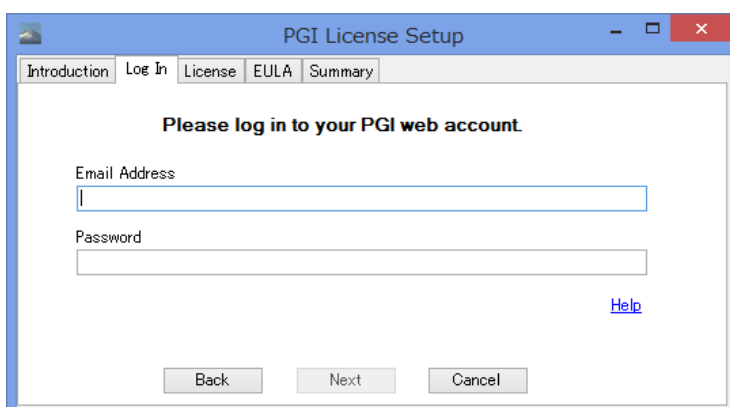 PGI License Setup
Introduction Log In License EULA Summary
Please log in to your PGI web account.
Email Address
Password
Help
Back Next Cancel